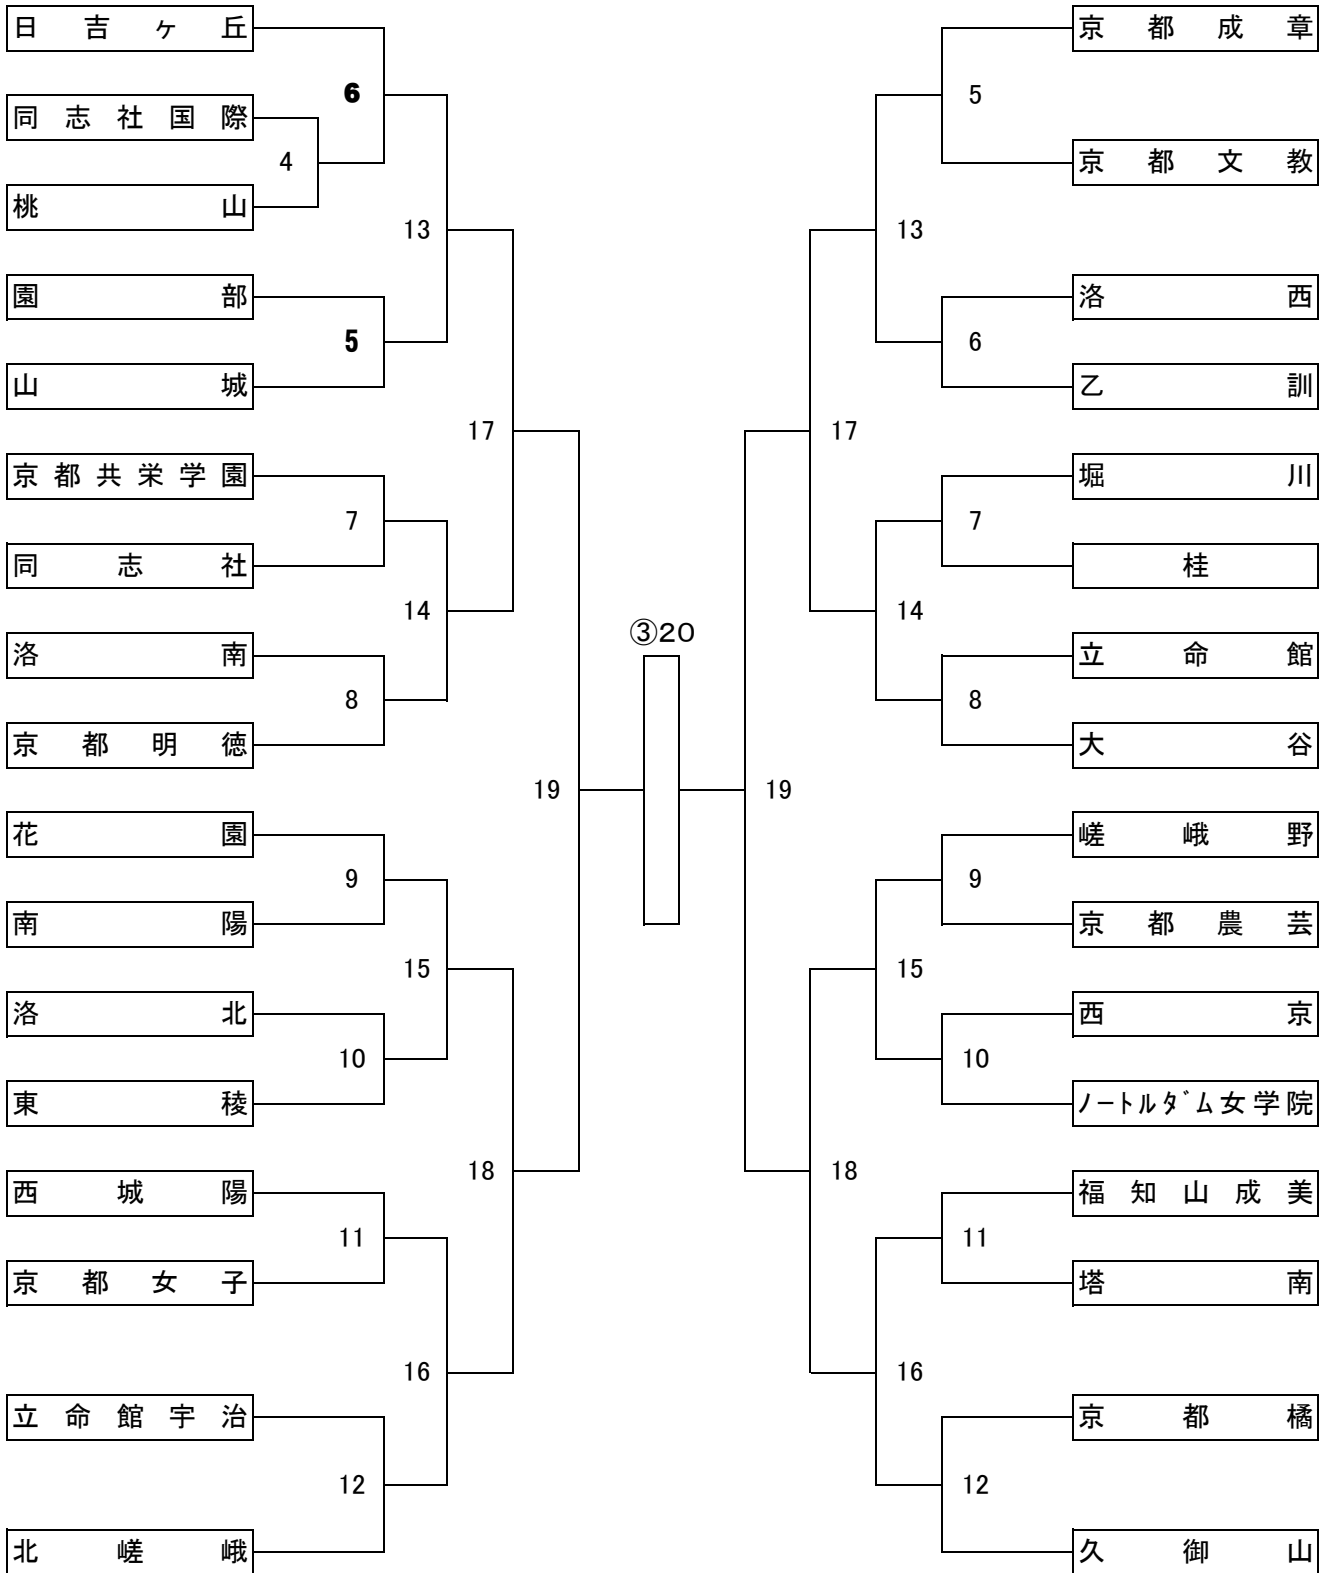 日吉ヶ丘
6
同志社国際
4
桃山
13
園部
5
山城
17
京都共栄学園
7
同志社
14
洛南
8
京都明徳
19
花園
9
南陽
15
洛北
10
東稜
18
西城陽
11
京都女子
16
立命館宇治
12
北嵯峨
③20
京都成章
5
京都文教
13
洛西
6
乙訓
17
堀川
7
桂
14
立命館
8
大谷
19
嵯峨野
9
京都農芸
15
西京
10
ﾉｰﾄﾙﾀﾞﾑ女学院
18
福知山成美
11
塔南
16
京都橘
12
久御山